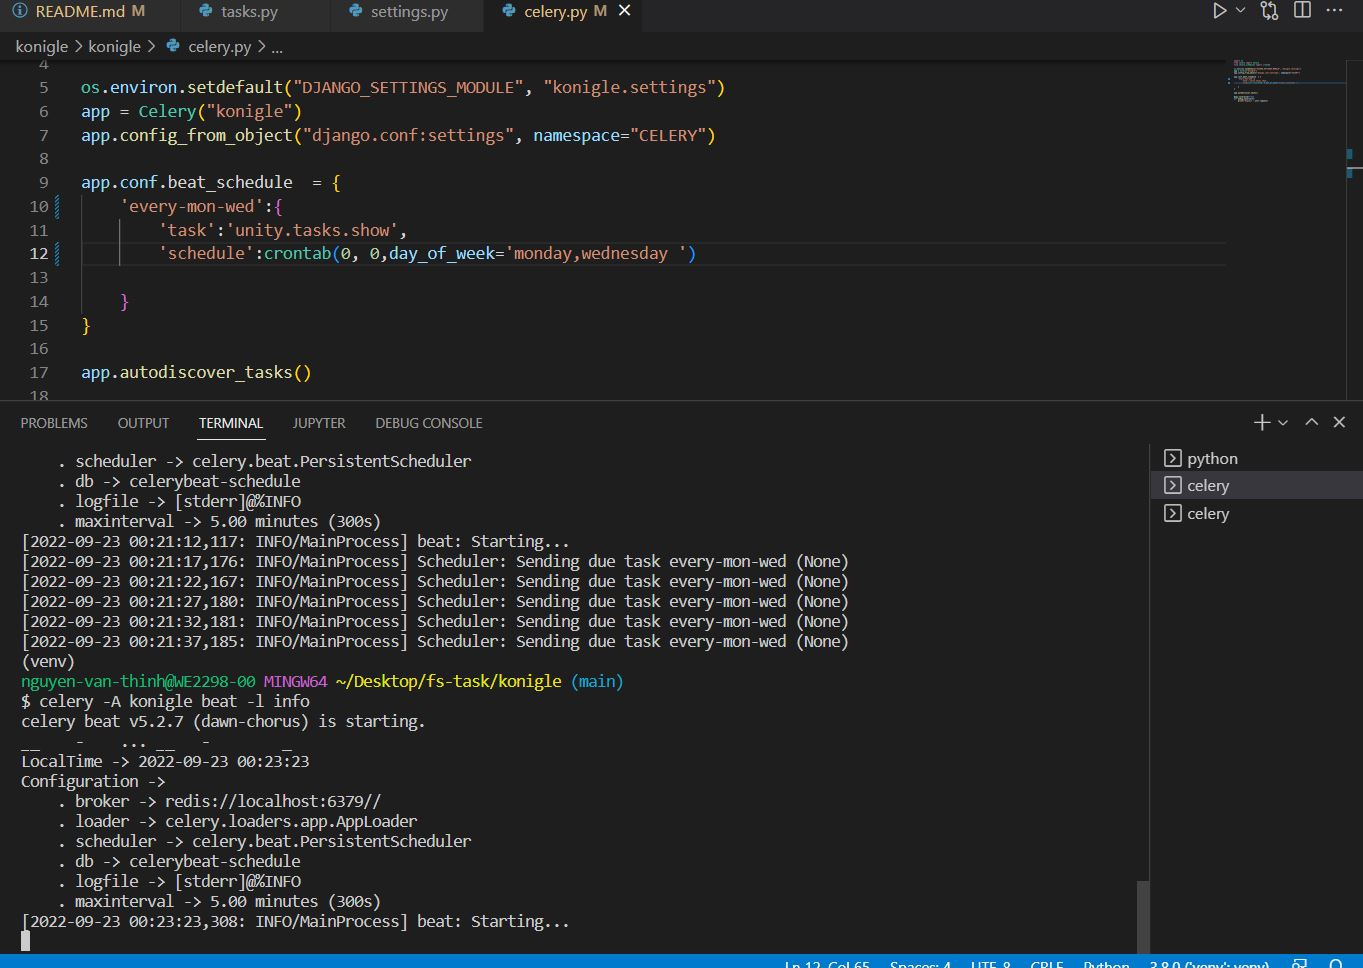 README.md M
tasks.py
settings.py
celery.py M
konigle > konigle > celery.py > ...
4
5 os.environ.setdefault("DJANGO_SETTINGS_MODULE", "konigle.settings")
6 app = Celery("konigle")
7 app.config_from_object("django.conf:settings", namespace="CELERY")
8
9 app.conf.beat_schedule  = {
10 'every-mon-wed':{
11 'task':'unity.tasks.show',
12 'schedule':crontab(0, 0,day_of_week='monday,wednesday ')
13
14 }
15 }
16
17 app.autodiscover_tasks()
18
PROBLEMS OUTPUT TERMINAL JUPYTER DEBUG CONSOLE
python
celery
celery
. scheduler -> celery.beat.PersistentScheduler
. db -> celerybeat-schedule
. logfile -> [stderr]@%INFO
. maxinterval -> 5.00 minutes (300s)
[2022-09-23 00:21:12,117: INFO/MainProcess] beat: Starting...
[2022-09-23 00:21:17,176: INFO/MainProcess] Scheduler: Sending due task every-mon-wed (None)
[2022-09-23 00:21:22,167: INFO/MainProcess] Scheduler: Sending due task every-mon-wed (None)
[2022-09-23 00:21:27,180: INFO/MainProcess] Scheduler: Sending due task every-mon-wed (None)
[2022-09-23 00:21:32,181: INFO/MainProcess] Scheduler: Sending due task every-mon-wed (None)
[2022-09-23 00:21:37,185: INFO/MainProcess] Scheduler: Sending due task every-mon-wed (None)
(venv)
nguyen-van-thinh@WE2298-00 MINGW64 ~/Desktop/fs-task/konigle (main)
$ celery -A konigle beat -l info
celery beat v5.2.7 (dawn-chorus) is starting.
__    -    ... __   -        _
LocalTime -> 2022-09-23 00:23:23
Configuration ->
. broker -> redis://localhost:6379//
. loader -> celery.loaders.app.AppLoader
. scheduler -> celery.beat.PersistentScheduler
. db -> celerybeat-schedule
. logfile -> [stderr]@%INFO
. maxinterval -> 5.00 minutes (300s)
[2022-09-23 00:23:23,308: INFO/MainProcess] beat: Starting...
Ln 12, Col 65 Spaces: 4 UTF-8 CRLF Python 3.8.0 ('venv': venv)